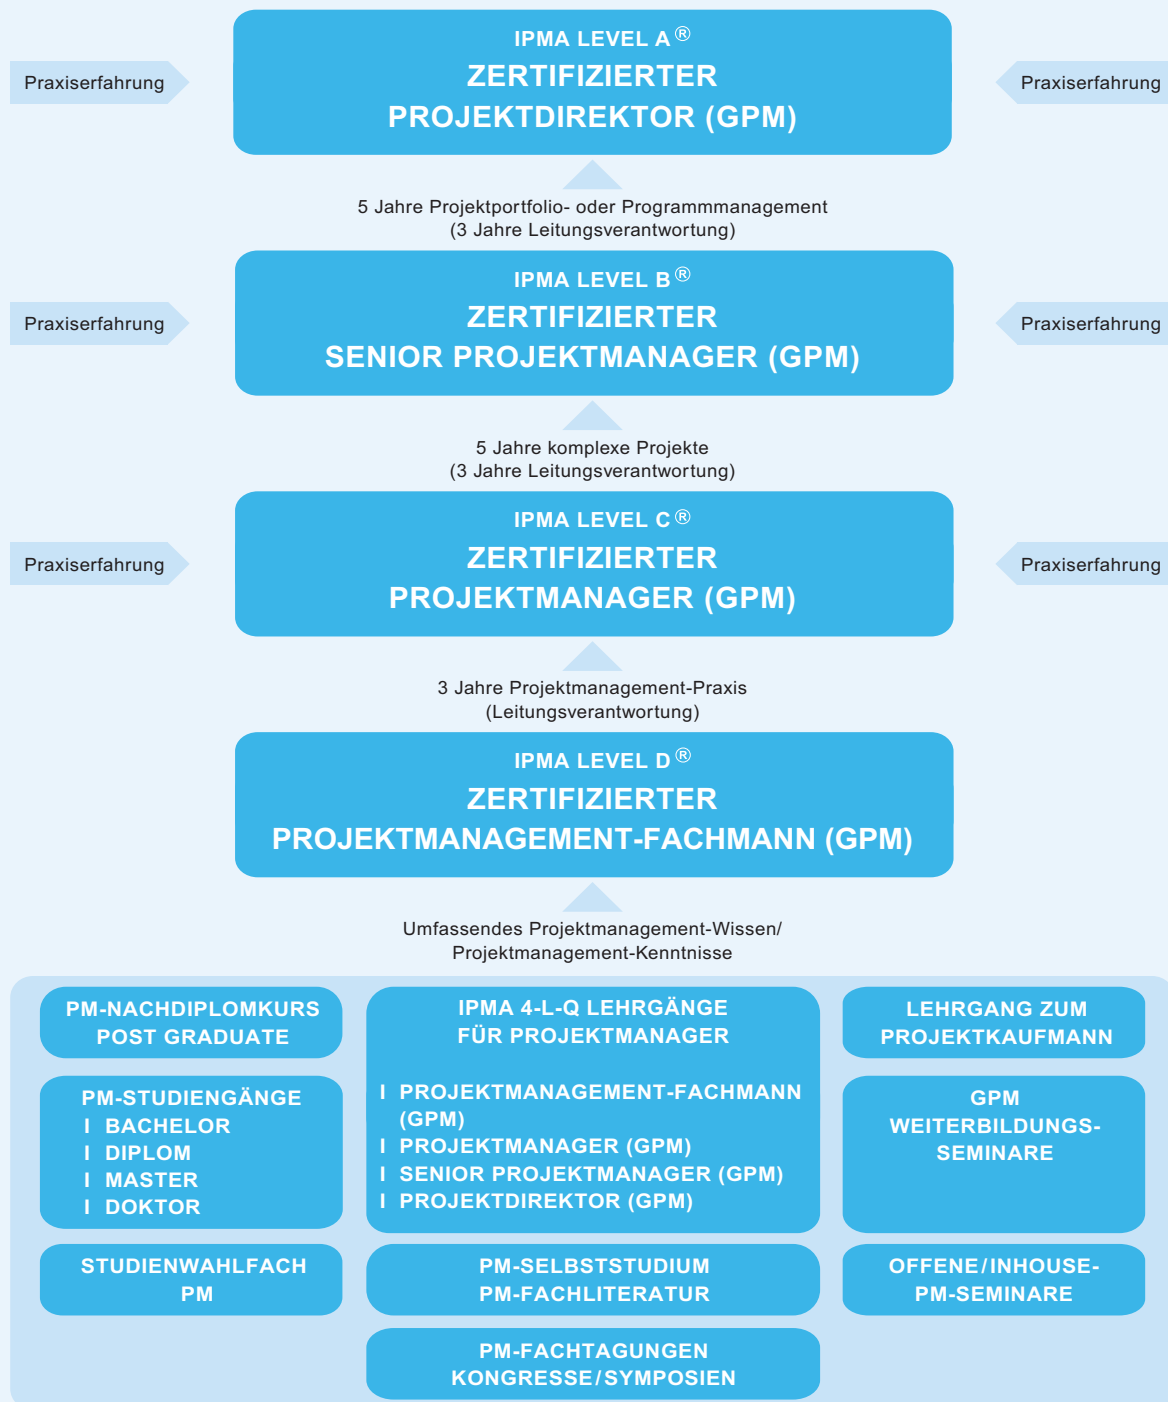 IPMA LEVEL A®
ZERTIFIZIERTER
PROJEKTDIREKTOR (GPM)
Praxiserfahrung
Praxiserfahrung
5 Jahre Projektportfolio- oder Programmmanagement
(3 Jahre Leitungsverantwortung)
IPMA LEVEL B®
ZERTIFIZIERTER
SENIOR PROJEKTMANAGER (GPM)
Praxiserfahrung
Praxiserfahrung
5 Jahre komplexe Projekte
(3 Jahre Leitungsverantwortung)
IPMA LEVEL C®
ZERTIFIZIERTER
PROJEKTMANAGER (GPM)
Praxiserfahrung
Praxiserfahrung
3 Jahre Projektmanagement-Praxis
(Leitungsverantwortung)
IPMA LEVEL D®
ZERTIFIZIERTER
PROJEKTMANAGEMENT-FACHMANN (GPM)
Umfassendes Projektmanagement-Wissen/
Projektmanagement-Kenntnisse
PM-NACHDIPLOMKURS
POST GRADUATE
PM-STUDIENGÄNGE
I BACHELOR
I DIPLOM
I MASTER
I DOKTOR
STUDIENWAHLFACH
PM
IPMA 4-L-Q LEHRGÄNGE
FÜR PROJEKTMANAGER
I PROJEKTMANAGEMENT-FACHMANN
(GPM)
I PROJEKTMANAGER (GPM)
I SENIOR PROJEKTMANAGER (GPM)
I PROJEKTDIREKTOR (GPM)
PM-SELBSTSTUDIUM
PM-FACHLITERATUR
PM-FACHTAGUNGEN
KONGRESSE/SYMPOSIEN
LEHRGANG ZUM
PROJEKTKAUFMANN
GPM
WEITERBILDUNGS-
SEMINARE
OFFENE/INHOUSE-
PM-SEMINARE